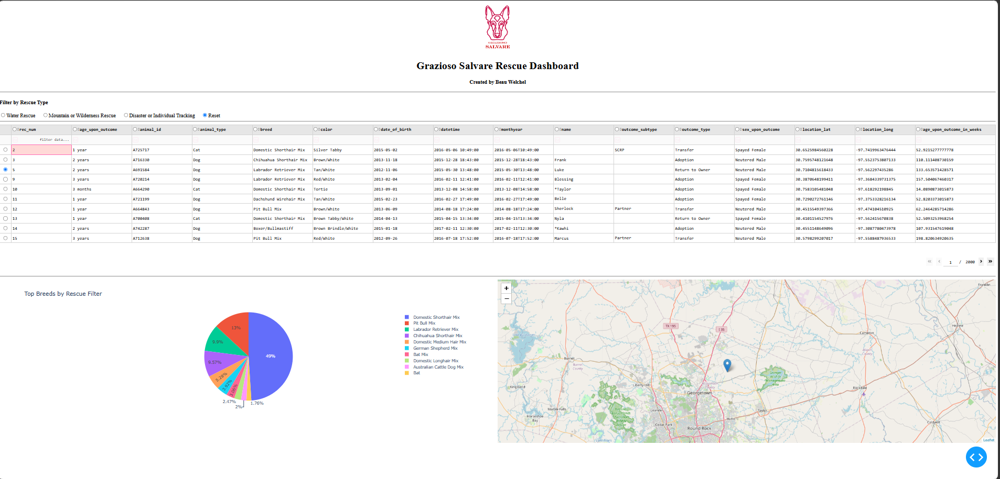 GRAZIOSO
SALVARE
Grazioso Salvare Rescue Dashboard
Created by Beau Welchel
Filter by Rescue Type
Water Rescue Mountain or Wilderness Rescue Disaster or Individual Tracking Reset
rec_num age_upon_outcome animal_id animal_type breed color date_of_birth datetime monthyear name outcome_subtype outcome_type sex_upon_outcome location_lat location_long age_upon_outcome_in_weeks
filter data...
2 1 year A725717 Cat Domestic Shorthair Mix Silver Tabby 2015-05-02 2016-05-06 10:49:00 2016-05-06T10:49:00 SCRP Transfer Spayed Female 30.6525984560228 -97.7419963476444 52.9215277777778
3 2 years A716330 Dog Chihuahua Shorthair Mix Brown/White 2013-11-18 2015-12-28 18:43:00 2015-12-28T18:43:00 Frank Adoption Neutered Male 30.7595748121648 -97.5523753807133 110.111408730159
5 2 years A691584 Dog Labrador Retriever Mix Tan/White 2012-11-06 2015-05-30 13:48:00 2015-05-30T13:48:00 Luke Return to Owner Neutered Male 30.7104815618433 -97.562297435286 133.653571428571
9 3 years A720214 Dog Labrador Retriever Mix Red/White 2013-02-04 2016-02-11 12:41:00 2016-02-11T12:41:00 Blessing Adoption Spayed Female 30.3870648199411 -97.3684339731375 157.504067460317
10 3 months A664290 Cat Domestic Shorthair Mix Tortie 2013-09-01 2013-12-08 14:58:00 2013-12-08T14:58:00 *Taylor Adoption Spayed Female 30.7583105481048 -97.618292198845 14.0890873015873
11 1 year A721199 Dog Dachshund Wirehair Mix Tan/White 2015-02-23 2016-02-27 17:49:00 2016-02-27T17:49:00 Belle Adoption Spayed Female 30.7290272761146 -97.3753328216134 52.8203373015873
12 1 year A664843 Dog Pit Bull Mix Brown/White 2013-06-09 2014-08-18 17:24:00 2014-08-18T17:24:00 Sherlock Partner Transfer Neutered Male 30.4515549397366 -97.474104510925 62.2464285714286
13 1 year A700408 Cat Domestic Shorthair Mix Brown Tabby/White 2014-04-13 2015-04-15 13:34:00 2015-04-15T13:34:00 Nyla Return to Owner Spayed Female 30.4101154527976 -97.562415670838 52.5093253968254
14 2 years A742287 Dog Boxer/Bullmastiff Brown Brindle/White 2015-01-18 2017-02-11 12:30:00 2017-02-11T12:30:00 *Kawhi Adoption Neutered Male 30.4551148649096 -97.3087780473978 107.931547619048
15 3 years A712638 Dog Pit Bull Mix Red/White 2012-09-26 2016-07-18 17:52:00 2016-07-18T17:52:00 Marcus Partner Transfer Neutered Male 30.5798299207017 -97.5588487936533 198.820634920635
« ‹ 1 / 2000 › »
Top Breeds by Rescue Filter
49%
13%
9.9%
9.57%
5.28%
3.92%
3.06%
2.47%
2%
1.76%
Domestic Shorthair Mix
Pit Bull Mix
Labrador Retriever Mix
Chihuahua Shorthair Mix
Domestic Medium Hair Mix
German Shepherd Mix
Bat Mix
Domestic Longhair Mix
Australian Cattle Dog Mix
Bat
+
−
Franklin
TX 195
I 35
Hearne
Cameron
Milam
County
Burnet
Burnet
County
Granger
Wildlife
Management
Area
Kingsland
Liberty Hill
Williamson
County
Georgetown
Rockdale
Marble Falls
Leander
Taylor
Balcones
Canyonlands
National
Wildlife
Refuge
Horseshoe
Bay
Hutto
Cedar Park
Caldwell
Round Rock
Lake Travis
Leaflet